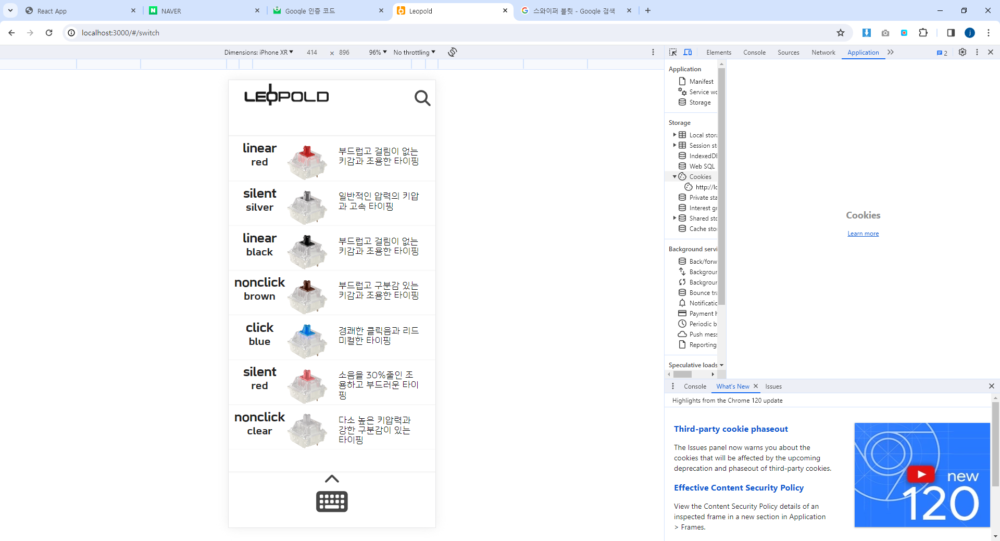 React App
NAVER
Google 인증 코드
Leopold
스와이퍼 블릿 - Google 검색
localhost:3000/#/switch
j
Dimensions: iPhone XR
414
×
896
96%
No throttling
Elements
Console
Sources
Network
Application
2
LEOPOLD
linear
red
부드럽고 걸림이 없는
키감과 조용한 타이핑
silent
silver
일반적인 압력의 키압
과 고속 타이핑
linear
black
부드럽고 걸림이 없는
키감과 조용한 타이핑
nonclick
brown
부드럽고 구분감 있는
키감과 조용한 타이핑
click
blue
경쾌한 클릭음과 리드
미컬한 타이핑
silent
red
소음을 30%줄인 조
용하고 부드러운 타이
핑
nonclick
clear
다소 높은 키압력과
강한 구분감이 있는
타이핑
Application
Manifest
Service wo
Storage
Storage
Local stora
Session sto
IndexedDB
Web SQL
Cookies
http://lo
Private sta
Interest gr
Shared sto
Cache stor
Background servi
Back/forw
Backgroun
Backgroun
Bounce tra
Notificatio
Payment h
Periodic b
Push mess
Reporting
Speculative loads
Cookies
Learn more
Console
What's New
Issues
Highlights from the Chrome 120 update
Third-party cookie phaseout
The Issues panel now warns you about the
cookies that will be affected by the upcoming
deprecation and phaseout of third-party cookies.
Effective Content Security Policy
View the Content Security Policy details of an
inspected frame in a new section in Application
> Frames.
new
120